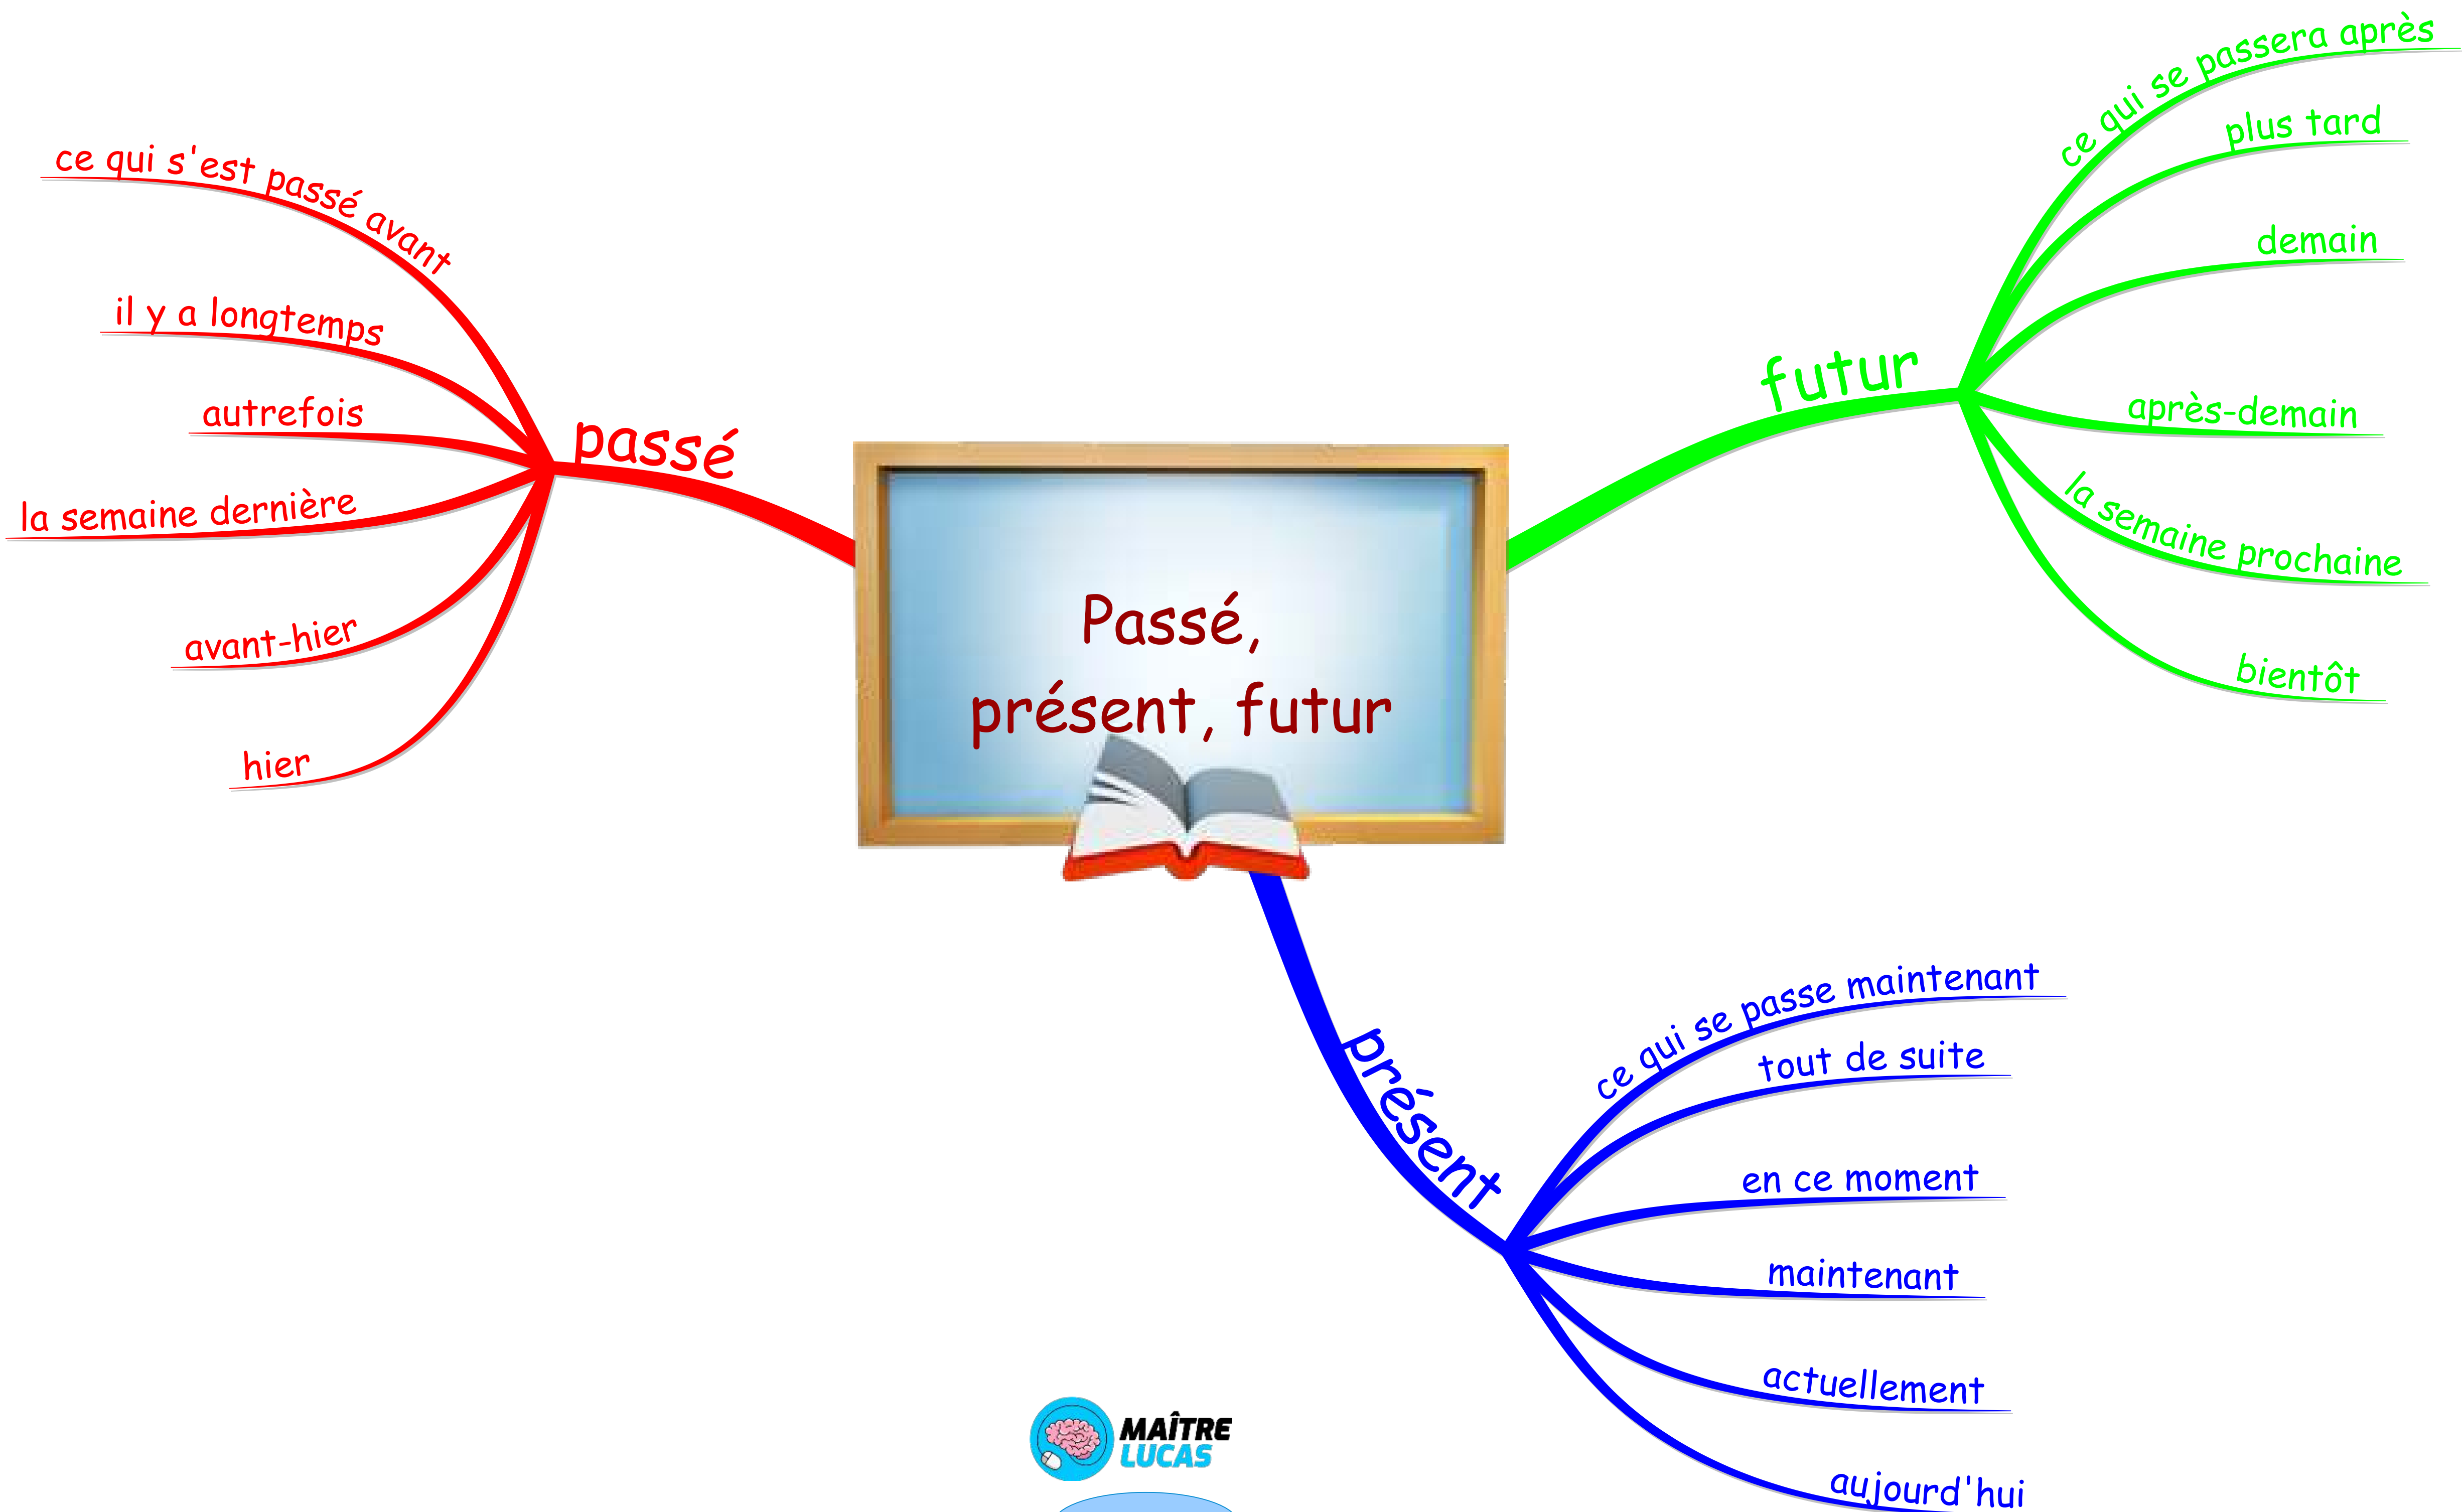 Passé,
présent, futur
passé
ce qui s'est passé avant
il y a longtemps
autrefois
la semaine dernière
avant-hier
hier
futur
ce qui se passera après
plus tard
demain
après-demain
la semaine prochaine
bientôt
présent
ce qui se passe maintenant
tout de suite
en ce moment
maintenant
actuellement
aujourd'hui
MAÎTRE
LUCAS